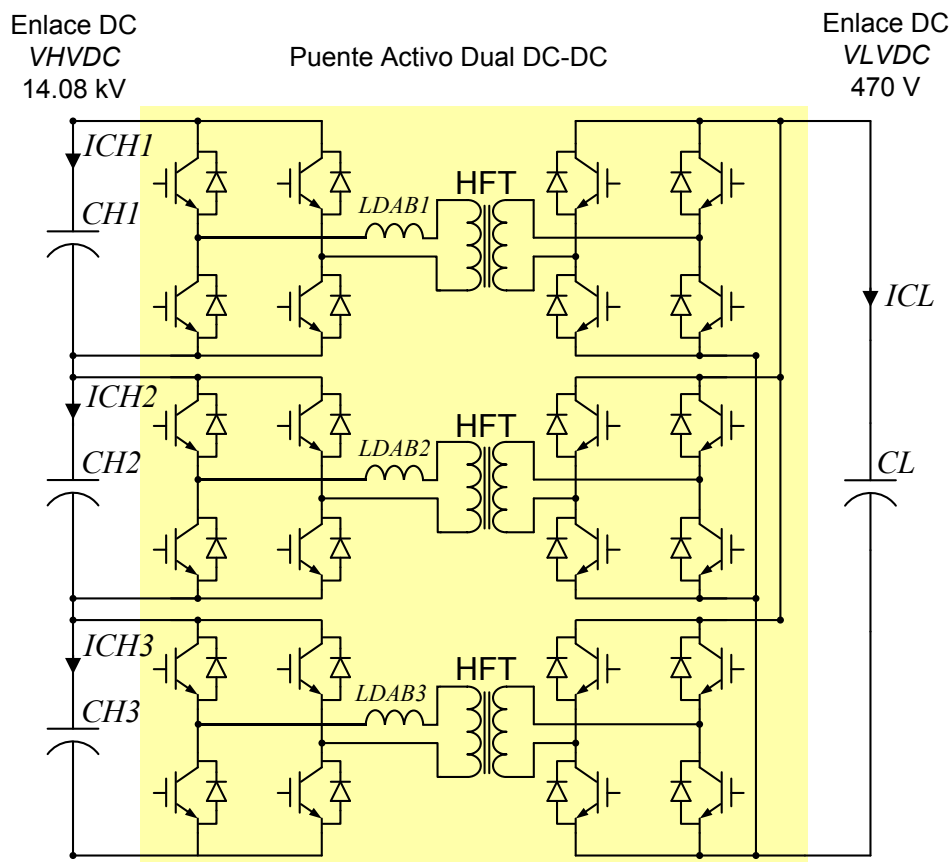 Enlace DC
VHVDC
14.08 kV
Puente Activo Dual DC-DC
Enlace DC
VLVDC
470 V
ICH1
CH1
LDAB1
HFT
ICL
ICH2
CH2
LDAB2
HFT
CL
ICH3
CH3
LDAB3
HFT